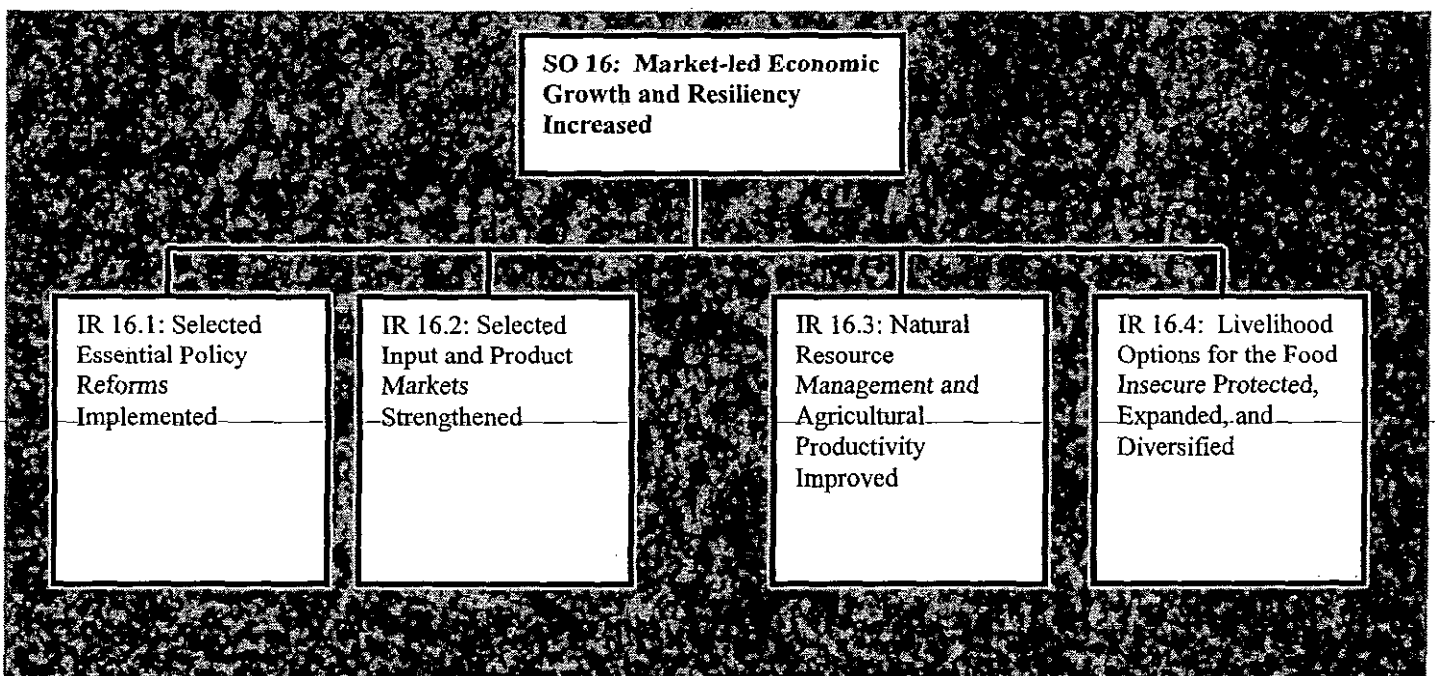 SO 16: Market-led Economic
Growth and Resiliency
Increased
IR 16.1: Selected
Essential Policy
Reforms
Implemented
IR 16.2: Selected
Input and Product
Markets
Strengthened
IR 16.3: Natural
Resource
Management and
Agricultural
Productivity
Improved
IR 16.4: Livelihood
Options for the Food
Insecure Protected,
Expanded, and
Diversified